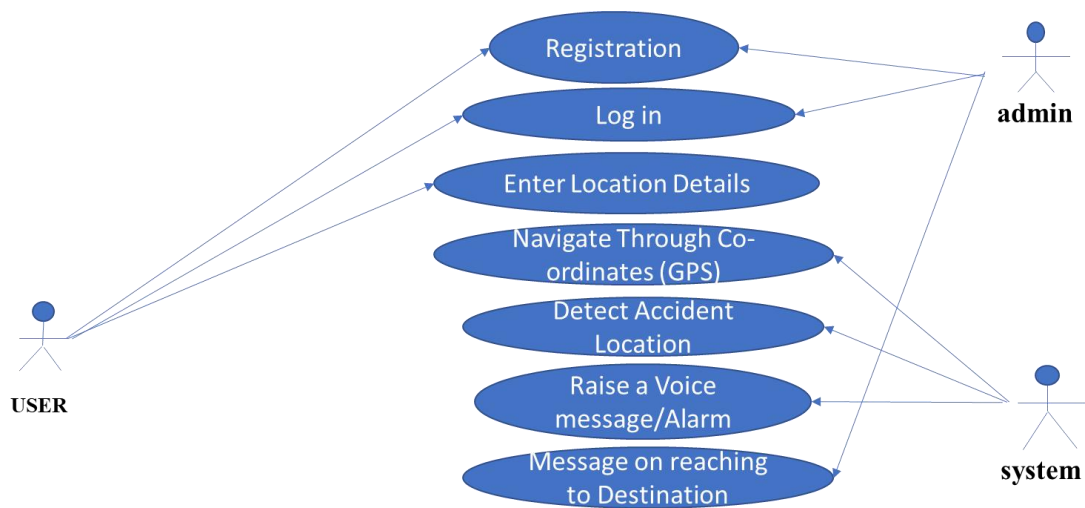 Registration
admin
Log in
Enter Location Details
Navigate Through Co-
ordinates (GPS)
Detect Accident
Location
USER
Raise a Voice
message/Alarm
Message on reaching
to Destination
system